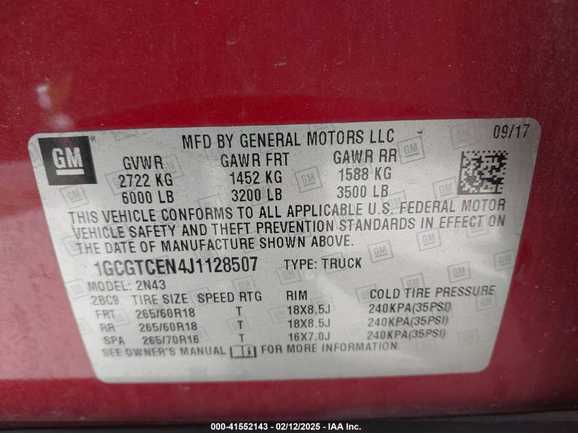 GM
MFD BY GENERAL MOTORS LLC 09/17
GVWR GAWR FRT GAWR RR
2722 KG 1452 KG 1588 KG
6000 LB 3200 LB 3500 LB
THIS VEHICLE CONFORMS TO ALL APPLICABLE U.S. FEDERAL MOTOR
VEHICLE SAFETY AND THEFT PREVENTION STANDARDS IN EFFECT ON
THE DATE OF MANUFACTURE SHOWN ABOVE.
1GCGTCEN4J1128507 TYPE: TRUCK
MODEL: 2N43
2BC9 TIRE SIZE SPEED RTG RIM COLD TIRE PRESSURE
FRT 265/60R18 T 18X8.5J 240KPA(35PSI)
RR 265/60R18 T 18X8.5J 240KPA(35PSI)
SPA 265/70R16 T 16X7.0J 240KPA(35PSI)
SEE OWNER'S MANUAL FOR MORE INFORMATION.
000-41552143 - 02/12/2025 - IAA Inc.